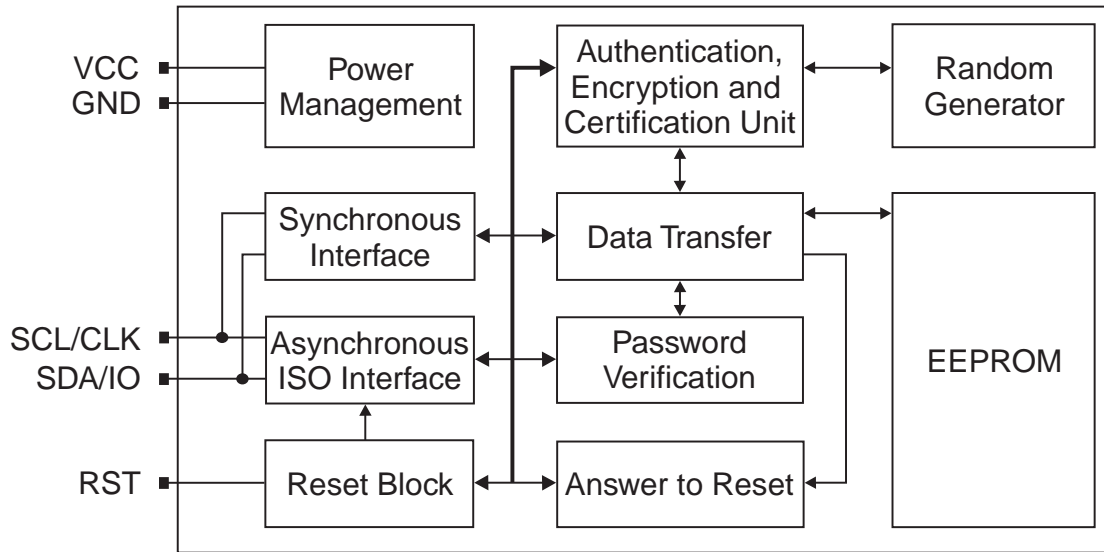 VCC
GND
Power
Management
Authentication,
Encryption and
Certification Unit
Random
Generator
Synchronous
Interface
Data Transfer
SCL/CLK
SDA/IO
Asynchronous
ISO Interface
Password
Verification
EEPROM
RST
Reset Block
Answer to Reset